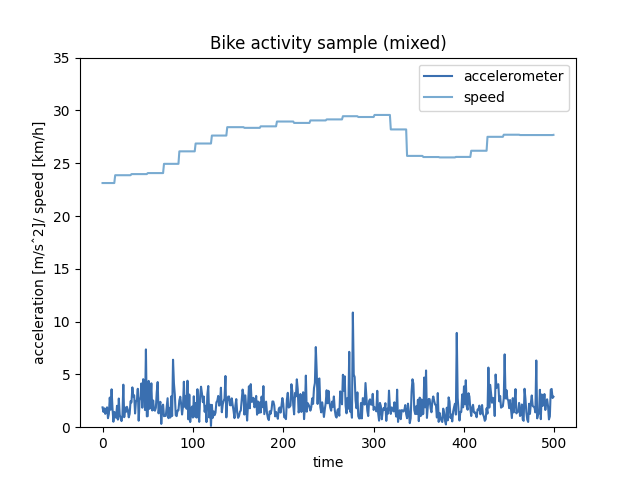 Bike activity sample (mixed)
accelerometer
speed
acceleration [m/sˆ2]/ speed [km/h]
35
30
25
20
15
10
5
0
0 100 200 300 400 500
time